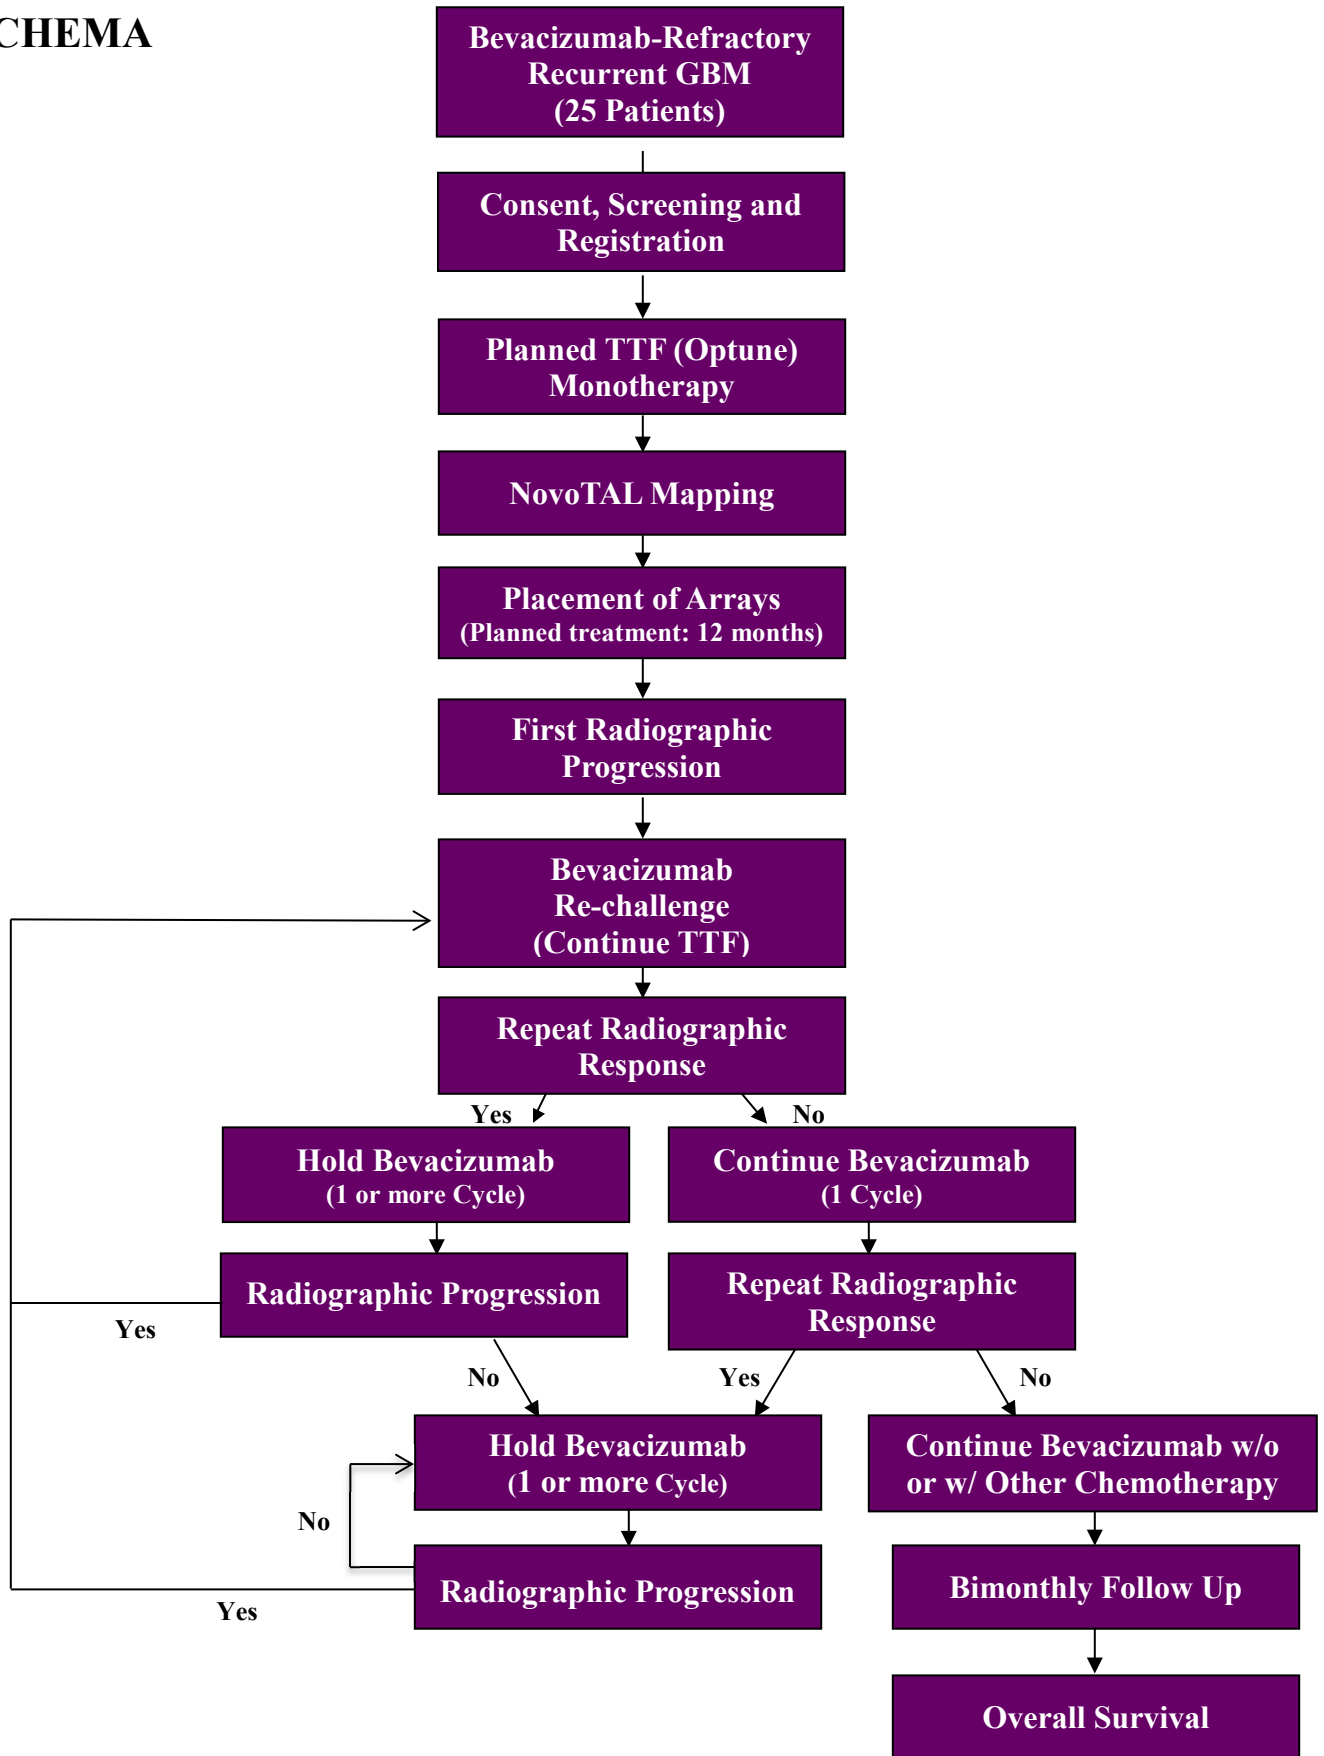 CHEMA
Bevacizumab-Refractory
Recurrent GBM
(25 Patients)
Consent, Screening and
Registration
Planned TTF (Optune)
Monotherapy
NovoTAL Mapping
Placement of Arrays
(Planned treatment: 12 months)
First Radiographic
Progression
Bevacizumab
Re-challenge
(Continue TTF)
Repeat Radiographic
Response
Yes
No
Hold Bevacizumab
(1 or more Cycle)
Continue Bevacizumab
(1 Cycle)
Radiographic Progression
Repeat Radiographic
Response
Yes
No
Yes
No
Hold Bevacizumab
(1 or more Cycle)
Continue Bevacizumab w/o
or w/ Other Chemotherapy
No
Radiographic Progression
Bimonthly Follow Up
Yes
Overall Survival